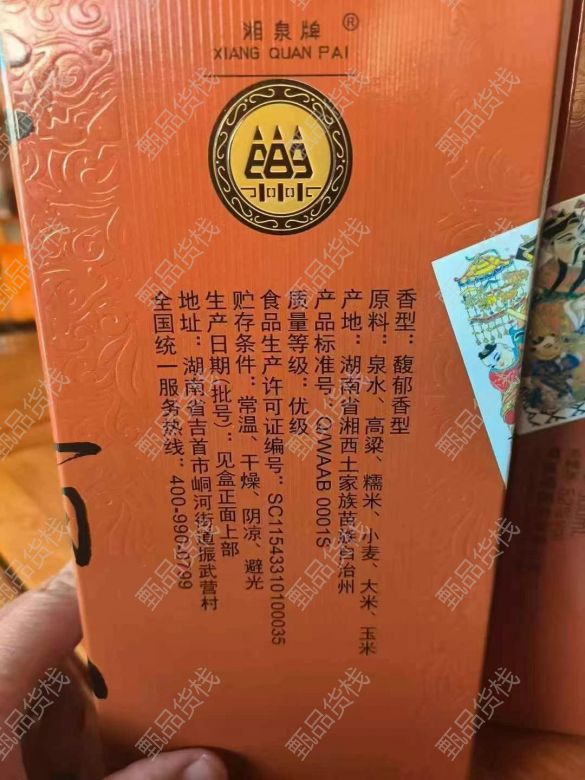 湘泉牌®
XIANG QUAN PAI
香型：馥郁香型
原料：泉水、高粱、糯米、小麦、大米、玉米
产地：湖南省湘西土家族苗族自治州
产品标准号：Q/WAAB 0001S
质量等级：优级
食品生产许可证编号：SC11543310100035
贮存条件：常温、干燥、阴凉、避光
生产日期(批号)：见盒正面上部
地址：湖南省吉首市峒河街道振武营村
全国统一服务热线：400-990-0799
甄品货栈